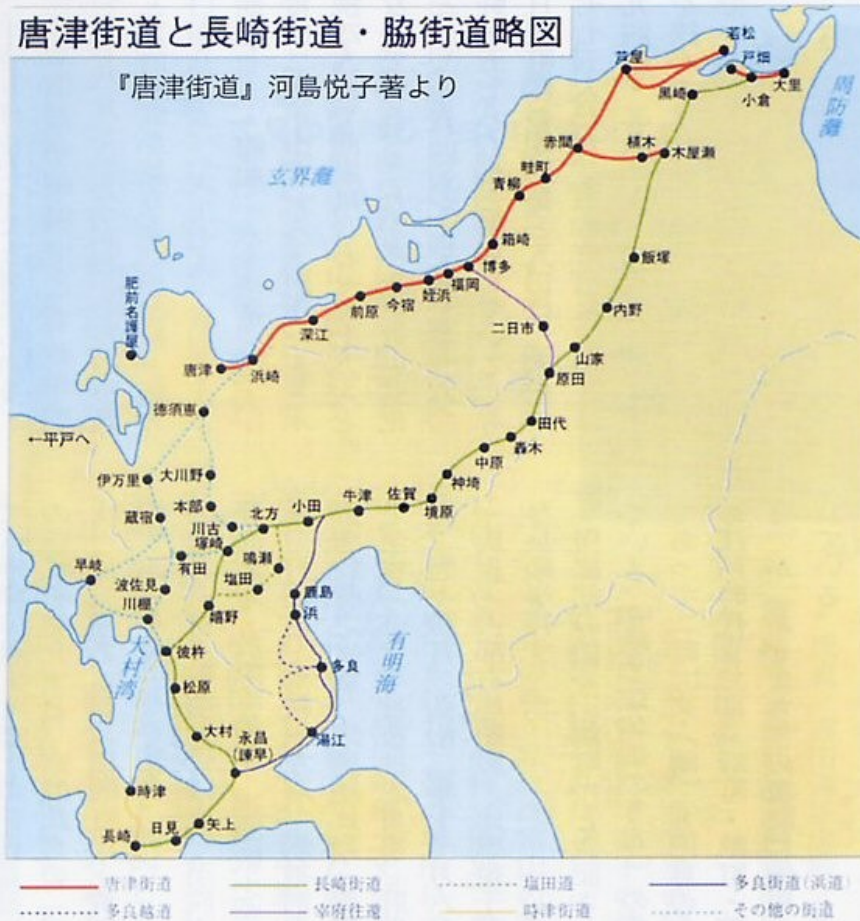 唐津街道と長崎街道・脇街道略図
『唐津街道』河島悦子著より
若松
芦屋
戸畑
大里
小倉
黒崎
周防灘
赤間
植木
木屋瀬
畦町
青柳
玄界灘
箱崎
飯塚
博多
福岡
姪浜
今宿
前原
深江
内野
二日市
肥前名護屋
山家
唐津
浜崎
原田
徳須恵
田代
←平戸へ
轟木
中原
伊万里
大川野
神埼
佐賀
境原
牛津
小田
北方
本部
蔵宿
川古
塚崎
鳴瀬
有田
早岐
塩田
波佐見
鹿島
川棚
嬉野
浜
大村湾
有明海
彼杵
多良
松原
大村
永昌
(諫早)
湯江
時津
矢上
日見
長崎
唐津街道
長崎街道
塩田道
多良街道(浜道)
多良越道
宰府往還
時津街道
その他の街道